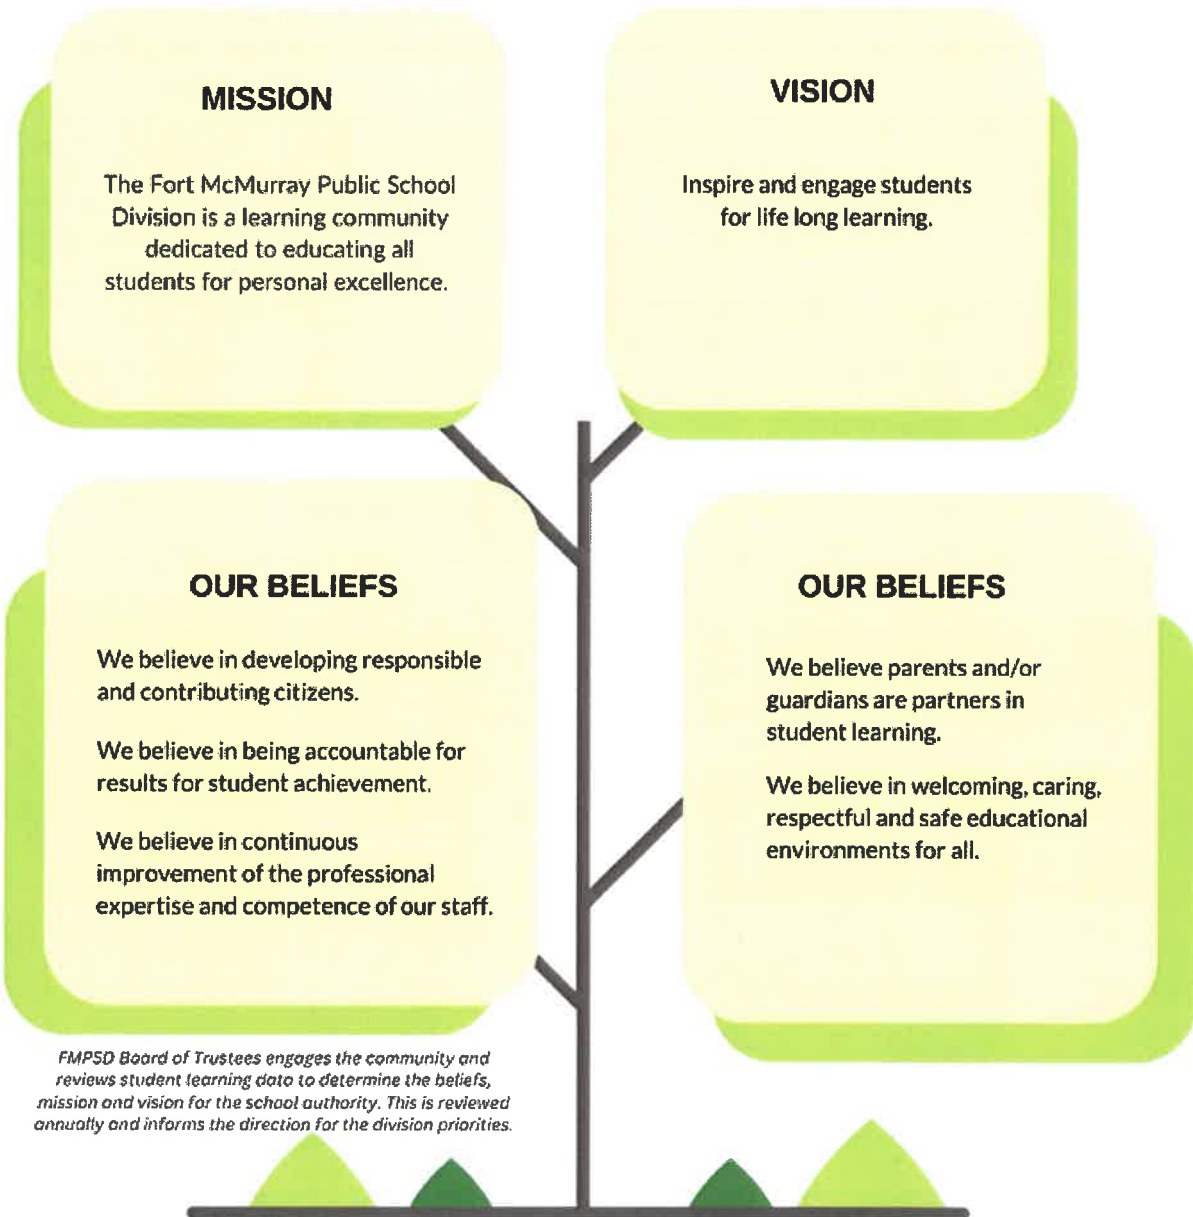 MISSION
The Fort McMurray Public School
Division is a learning community
dedicated to educating all
students for personal excellence.
VISION
Inspire and engage students
for life long learning.
OUR BELIEFS
We believe in developing responsible
and contributing citizens.
We believe in being accountable for
results for student achievement.
We believe in continuous
improvement of the professional
expertise and competence of our staff.
OUR BELIEFS
We believe parents and/or
guardians are partners in
student learning.
We believe in welcoming, caring,
respectful and safe educational
environments for all.
FMPSD Board of Trustees engages the community and
reviews student learning data to determine the beliefs,
mission and vision for the school authority. This is reviewed
annually and informs the direction for the division priorities.